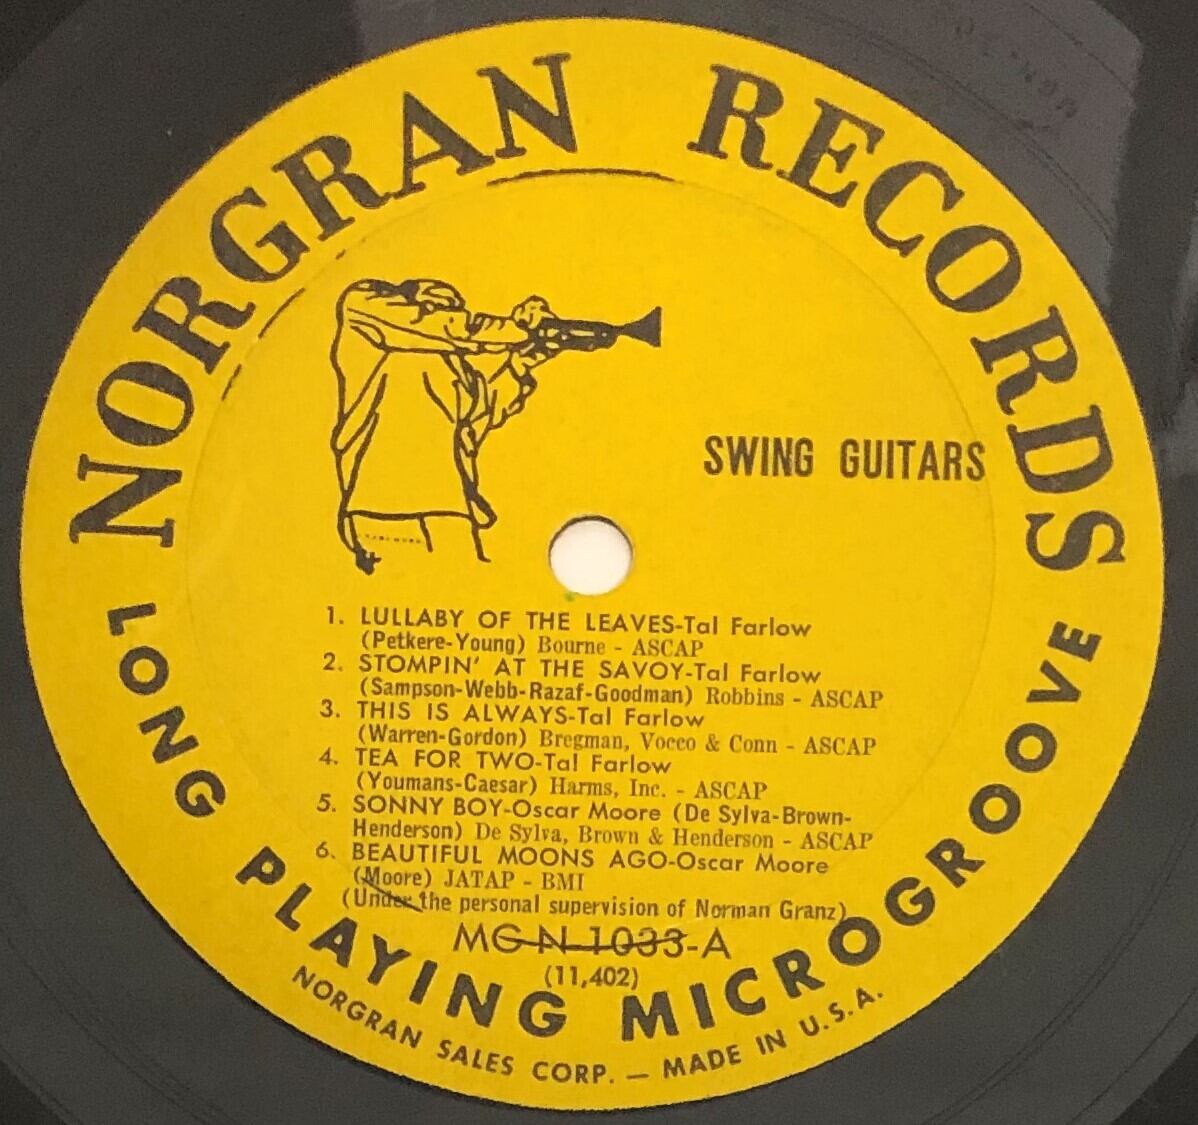 NORGRAN RECORDS
SWING GUITARS
1. LULLABY OF THE LEAVES-Tal Farlow
(Petkere-Young) Bourne - ASCAP
2. STOMPIN' AT THE SAVOY-Tal Farlow
(Sampson-Webb-Razaf-Goodman) Robbins - ASCAP
3. THIS IS ALWAYS-Tal Farlow
(Warren-Gordon) Bregman, Vocco & Conn - ASCAP
4. TEA FOR TWO-Tal Farlow
(Youmans-Caesar) Harms, Inc. - ASCAP
5. SONNY BOY-Oscar Moore (De Sylva-Brown-
Henderson) De Sylva, Brown & Henderson - ASCAP
6. BEAUTIFUL MOONS AGO-Oscar Moore
(Moore) JATAP - BMI
(Under the personal supervision of Norman Granz)
MG N 1033-A
(11,402)
LONG PLAYING MICROGROOVE
NORGRAN SALES CORP. — MADE IN U.S.A.